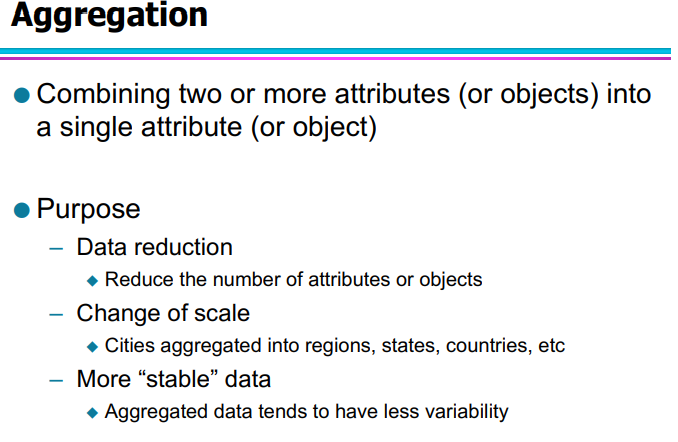 Aggregation
● Combining two or more attributes (or objects) into
a single attribute (or object)
● Purpose
– Data reduction
◆ Reduce the number of attributes or objects
– Change of scale
◆ Cities aggregated into regions, states, countries, etc
– More “stable” data
◆ Aggregated data tends to have less variability